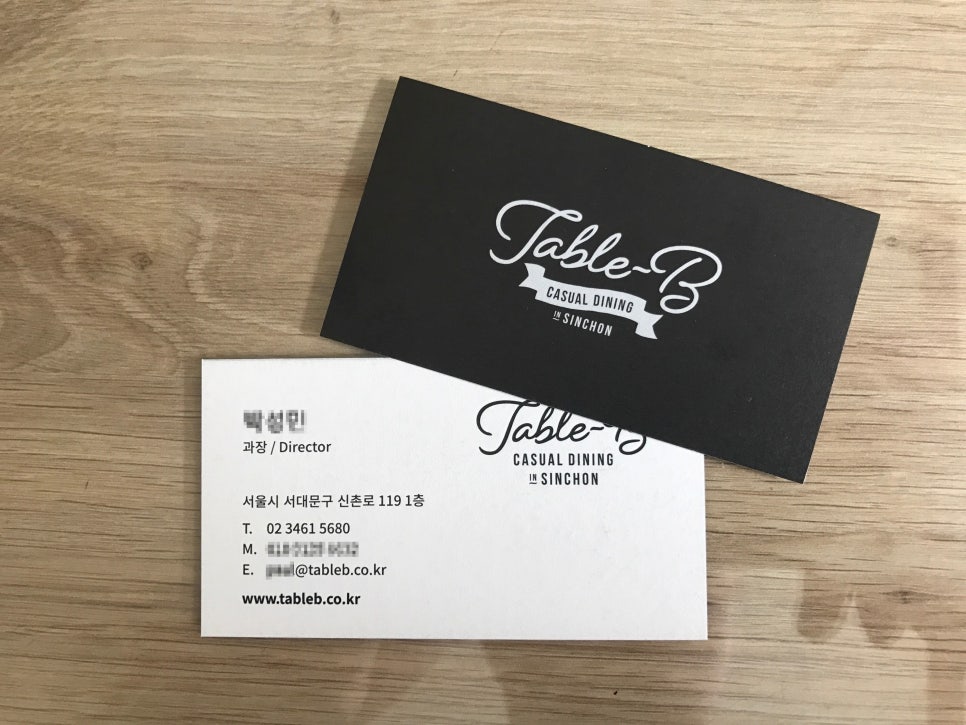 Table-B
CASUAL DINING
IN SINCHON
과장 / Director
서울시 서대문구 신촌로 119 1층
T. 02 3461 5680
M.
E. @tableb.co.kr
www.tableb.co.kr
Table-B
CASUAL DINING
IN SINCHON